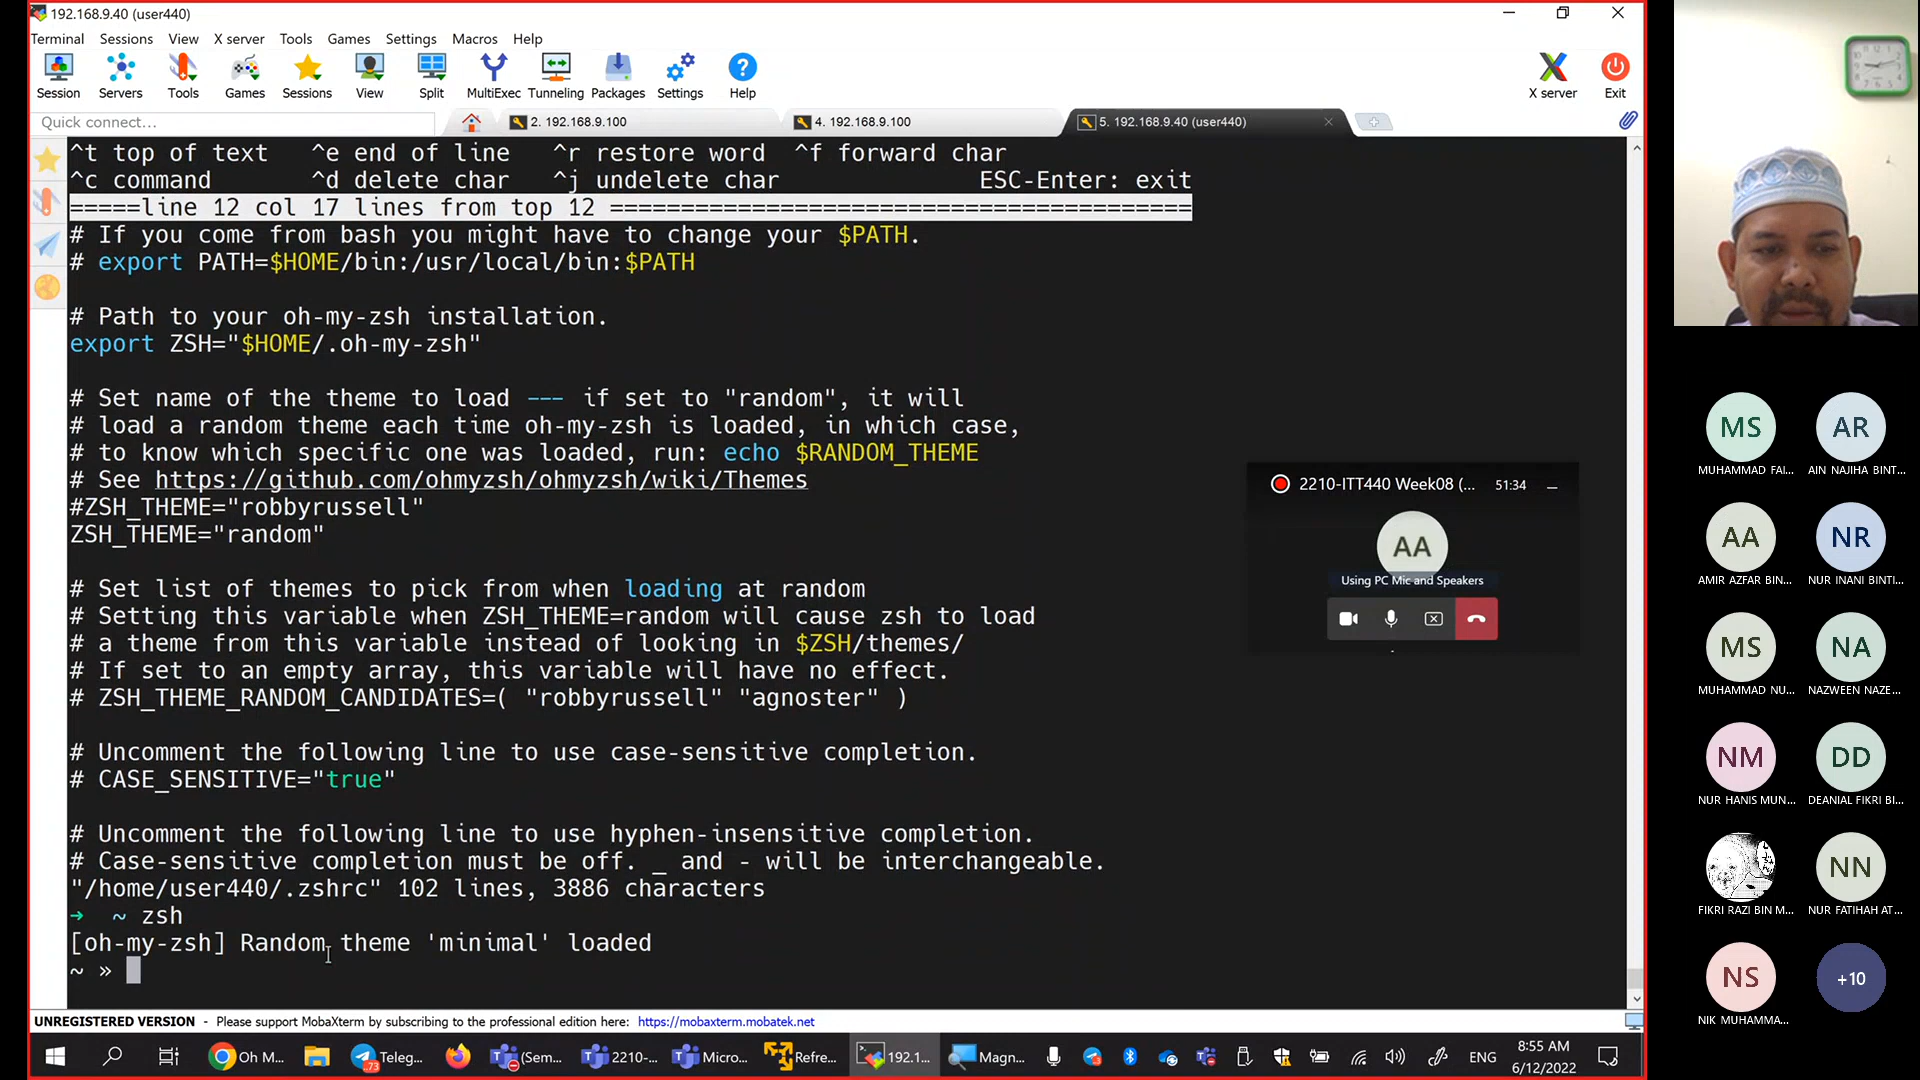 192.168.9.40 (user440)
Terminal Sessions View X server Tools Games Settings Macros Help
Session Servers Tools Games Sessions View Split MultiExec Tunneling Packages Settings Help X server Exit
Quick connect...
2. 192.168.9.100
4. 192.168.9.100
5. 192.168.9.40 (user440)
^t top of text ^e end of line ^r restore word ^f forward char
^c command ^d delete char ^j undelete char ESC-Enter: exit
=====line 12 col 17 lines from top 12 =========================================
# If you come from bash you might have to change your $PATH.
# export PATH=$HOME/bin:/usr/local/bin:$PATH
# Path to your oh-my-zsh installation.
export ZSH="$HOME/.oh-my-zsh"
# Set name of the theme to load --- if set to "random", it will
# load a random theme each time oh-my-zsh is loaded, in which case,
# to know which specific one was loaded, run: echo $RANDOM_THEME
# See https://github.com/ohmyzsh/ohmyzsh/wiki/Themes
#ZSH_THEME="robbyrussell"
ZSH_THEME="random"
# Set list of themes to pick from when loading at random
# Setting this variable when ZSH_THEME=random will cause zsh to load
# a theme from this variable instead of looking in $ZSH/themes/
# If set to an empty array, this variable will have no effect.
# ZSH_THEME_RANDOM_CANDIDATES=( "robbyrussell" "agnoster" )
# Uncomment the following line to use case-sensitive completion.
# CASE_SENSITIVE="true"
# Uncomment the following line to use hyphen-insensitive completion.
# Case-sensitive completion must be off. _ and - will be interchangeable.
"/home/user440/.zshrc" 102 lines, 3886 characters
➜ ~ zsh
[oh-my-zsh] Random theme 'minimal' loaded
~ »
UNREGISTERED VERSION - Please support MobaXterm by subscribing to the professional edition here: https://mobaxterm.mobatek.net
Oh M... Teleg... (Sem... 2210-... Micro... Refre... 192.1... Magn... ENG
8:55 AM
6/12/2022
2210-ITT440 Week08 (... 51:34
AA
Using PC Mic and Speakers
MS AR
MUHAMMAD FAI... AIN NAJIHA BINT...
AA NR
AMIR AZFAR BIN... NUR INANI BINTI...
MS NA
MUHAMMAD NU... NAZWEEN NAZE...
NM DD
NUR HANIS MUN... DEANIAL FIKRI BI...
NN
FIKRI RAZI BIN M... NUR FATIHAH AT...
NS +10
NIK MUHAMMA...